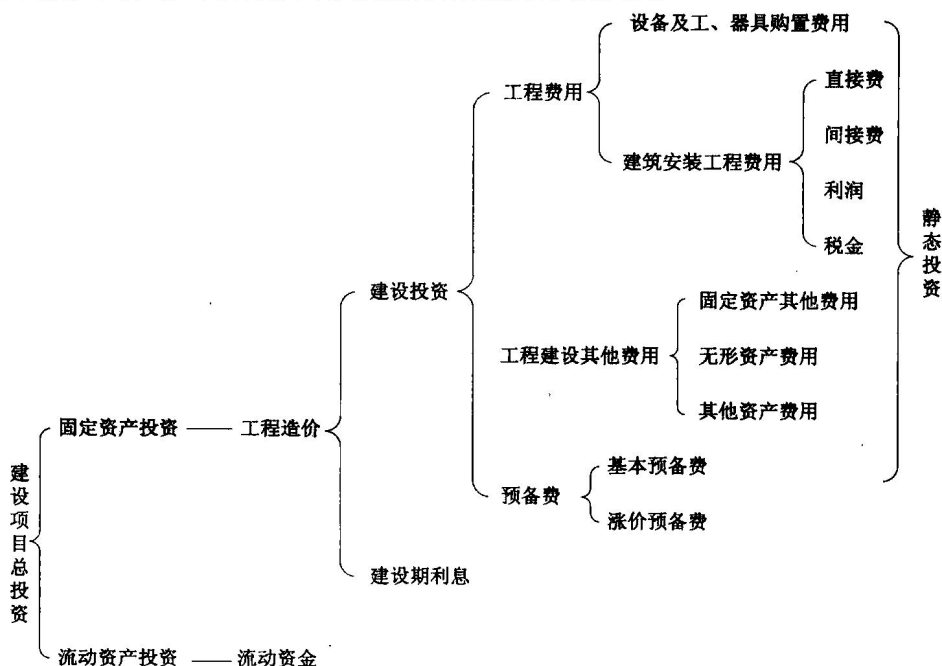 设备及工、器具购置费用
直接费
工程费用
间接费
建筑安装工程费用
利润
税金
静态投资
建设投资
固定资产其他费用
工程建设其他费用
无形资产费用
其他资产费用
固定资产投资
工程造价
基本预备费
预备费
涨价预备费
建设项目总投资
建设期利息
流动资产投资
流动资金